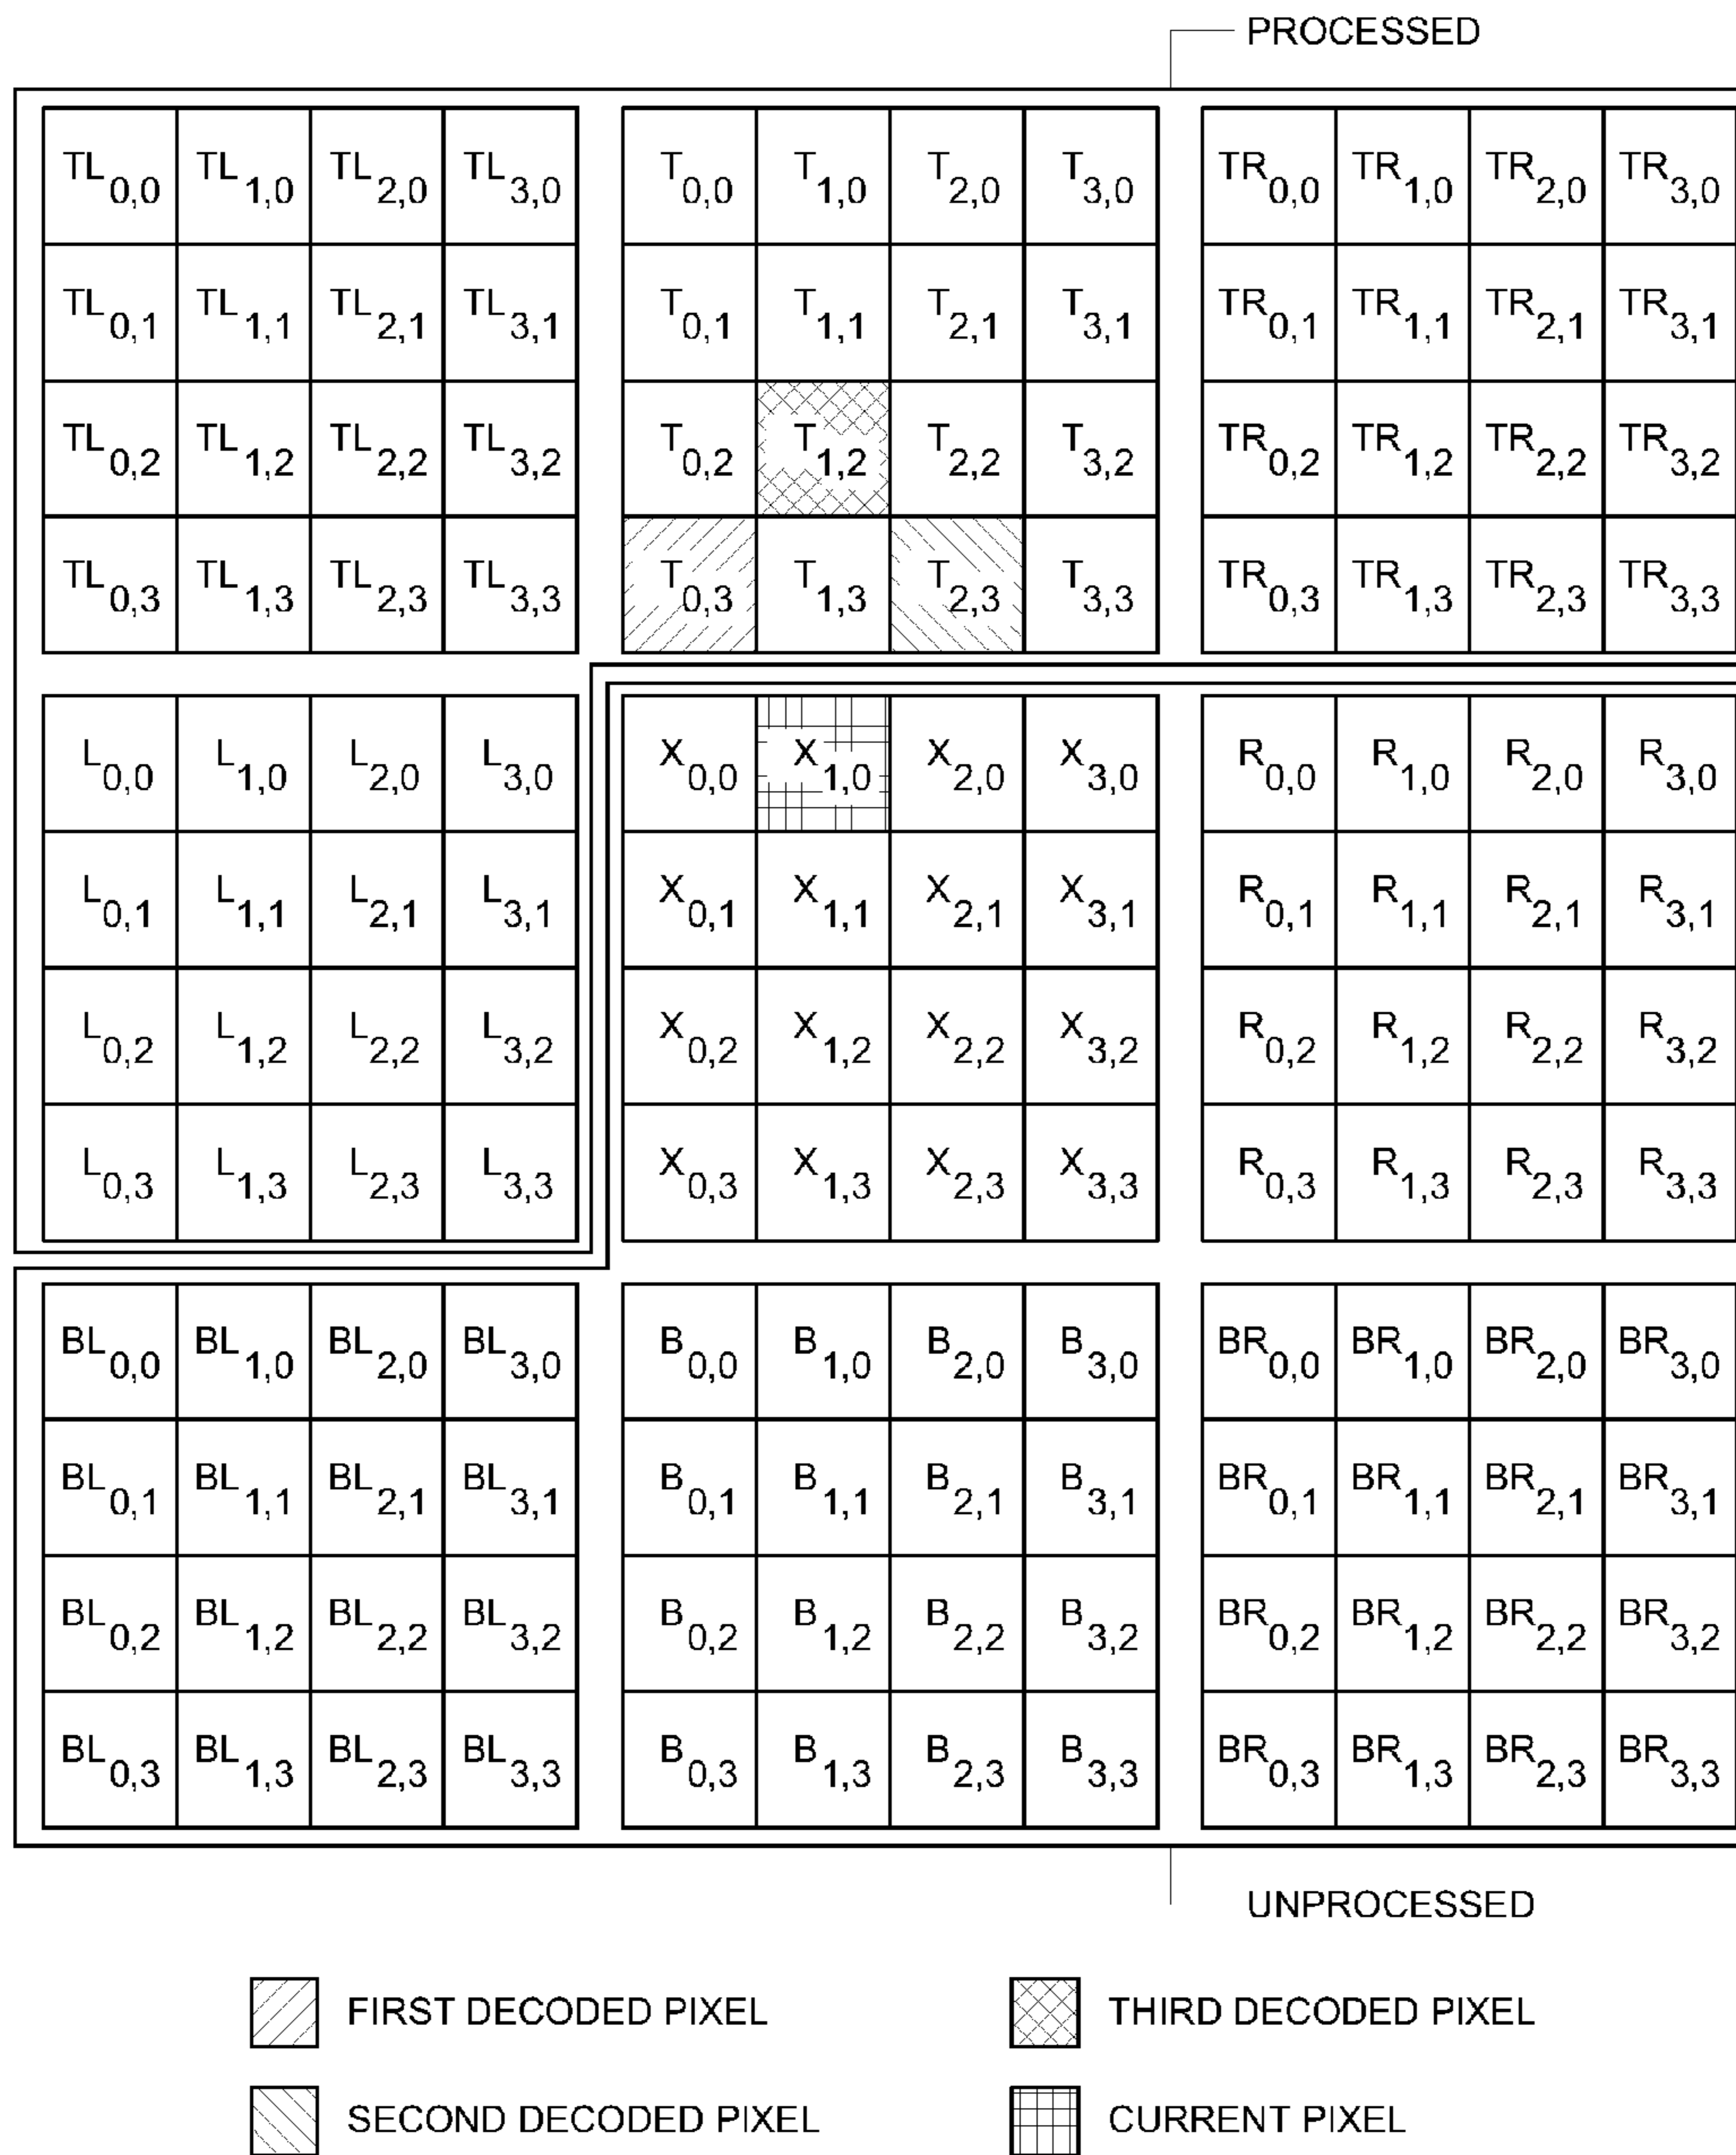 PROCESSED
TL0,0 TL1,0 TL2,0 TL3,0 T0,0 T1,0 T2,0 T3,0 TR0,0 TR1,0 TR2,0 TR3,0
TL0,1 TL1,1 TL2,1 TL3,1 T0,1 T1,1 T2,1 T3,1 TR0,1 TR1,1 TR2,1 TR3,1
TL0,2 TL1,2 TL2,2 TL3,2 T0,2 T1,2 T2,2 T3,2 TR0,2 TR1,2 TR2,2 TR3,2
TL0,3 TL1,3 TL2,3 TL3,3 T0,3 T1,3 T2,3 T3,3 TR0,3 TR1,3 TR2,3 TR3,3
L0,0 L1,0 L2,0 L3,0 X0,0 X1,0 X2,0 X3,0 R0,0 R1,0 R2,0 R3,0
L0,1 L1,1 L2,1 L3,1 X0,1 X1,1 X2,1 X3,1 R0,1 R1,1 R2,1 R3,1
L0,2 L1,2 L2,2 L3,2 X0,2 X1,2 X2,2 X3,2 R0,2 R1,2 R2,2 R3,2
L0,3 L1,3 L2,3 L3,3 X0,3 X1,3 X2,3 X3,3 R0,3 R1,3 R2,3 R3,3
BL0,0 BL1,0 BL2,0 BL3,0 B0,0 B1,0 B2,0 B3,0 BR0,0 BR1,0 BR2,0 BR3,0
BL0,1 BL1,1 BL2,1 BL3,1 B0,1 B1,1 B2,1 B3,1 BR0,1 BR1,1 BR2,1 BR3,1
BL0,2 BL1,2 BL2,2 BL3,2 B0,2 B1,2 B2,2 B3,2 BR0,2 BR1,2 BR2,2 BR3,2
BL0,3 BL1,3 BL2,3 BL3,3 B0,3 B1,3 B2,3 B3,3 BR0,3 BR1,3 BR2,3 BR3,3
UNPROCESSED
FIRST DECODED PIXEL
THIRD DECODED PIXEL
SECOND DECODED PIXEL
CURRENT PIXEL